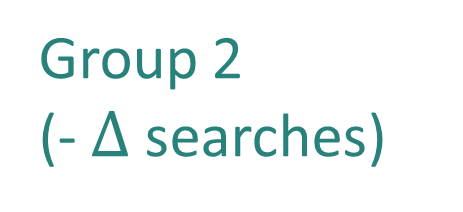 Group 2
(- Δ searches)